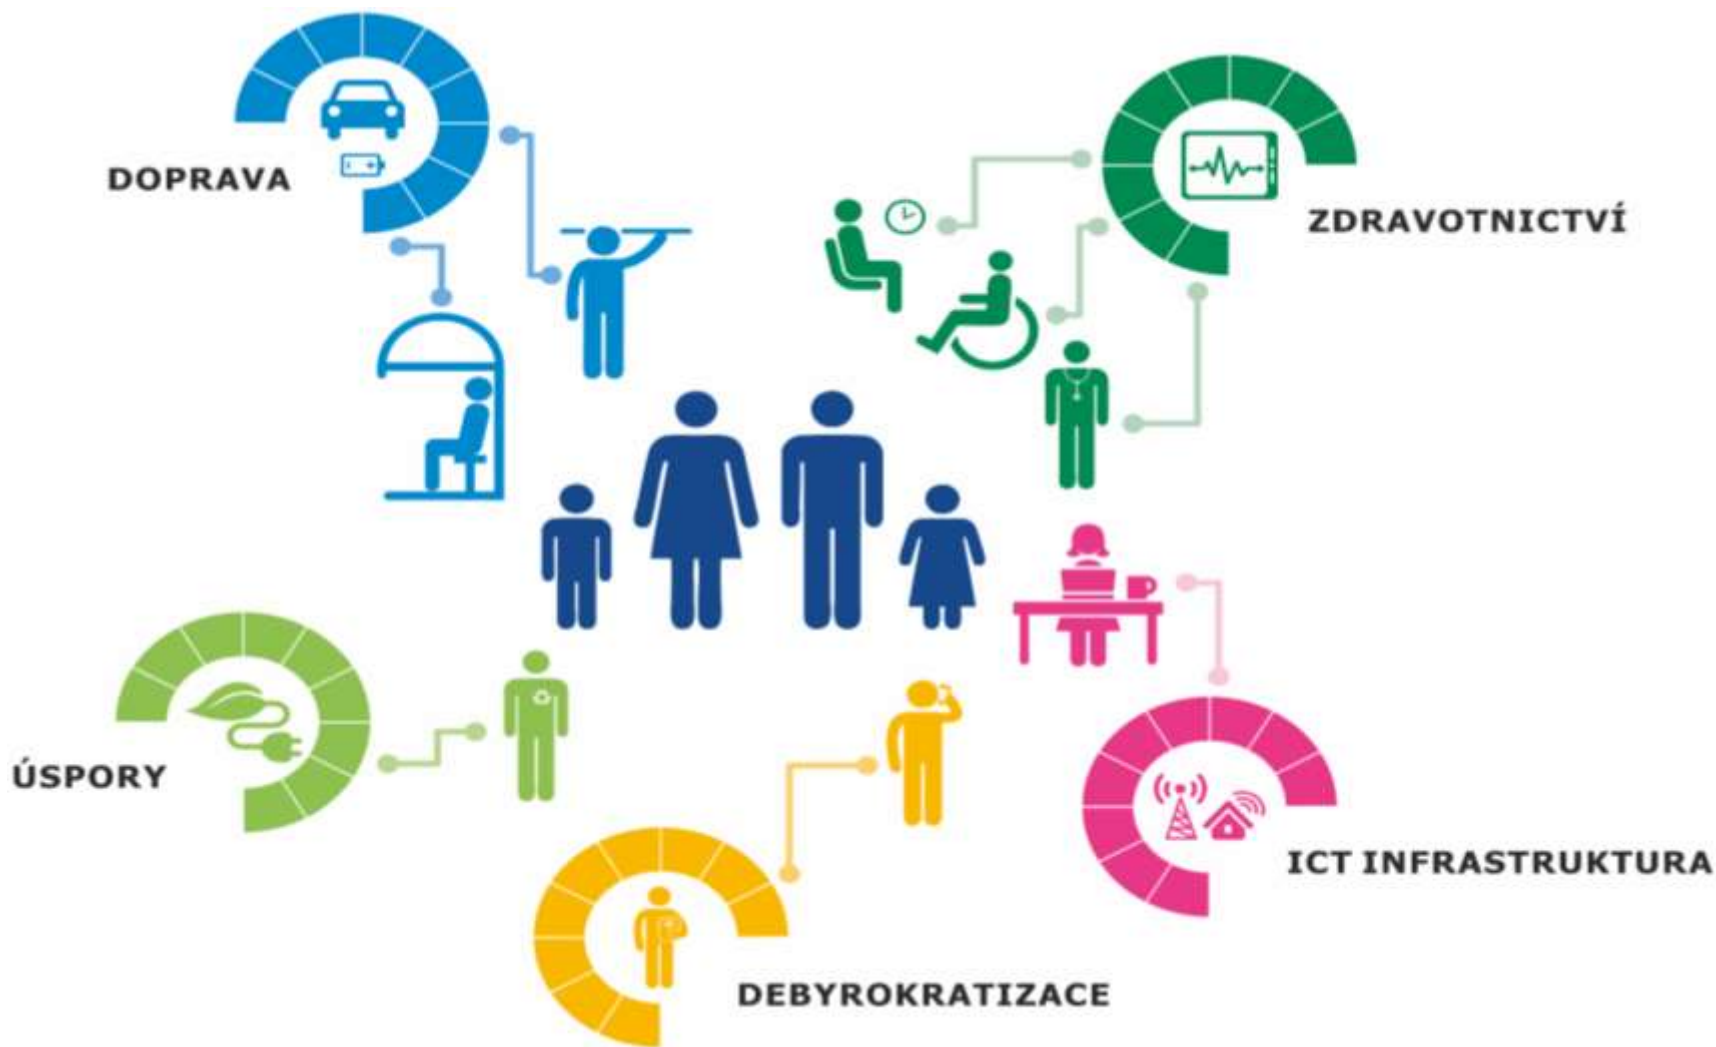 DOPRAVA
ZDRAVOTNICTVÍ
ÚSPORY
ICT INFRASTRUKTURA
DEBYROKRATIZACE